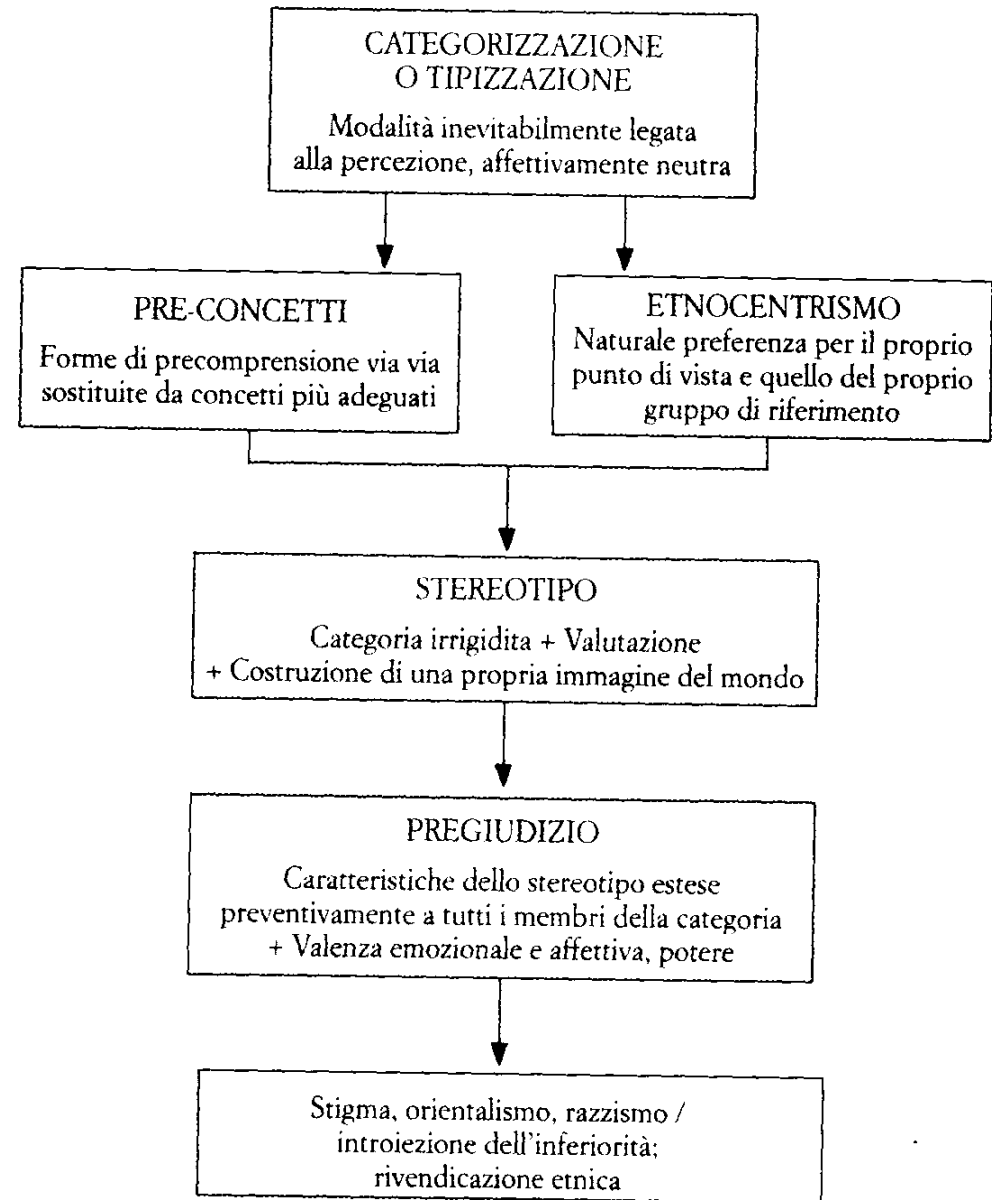 CATEGORIZZAZIONE
O TIPIZZAZIONE
Modalità inevitabilmente legata
alla percezione, affettivamente neutra
PRE-CONCETTI
Forme di precomprensione via via
sostituite da concetti più adeguati
ETNOCENTRISMO
Naturale preferenza per il proprio
punto di vista e quello del proprio
gruppo di riferimento
STEREOTIPO
Categoria irrigidita + Valutazione
+ Costruzione di una propria immagine del mondo
PREGIUDIZIO
Caratteristiche dello stereotipo estese
preventivamente a tutti i membri della categoria
+ Valenza emozionale e affettiva, potere
Stigma, orientalismo, razzismo /
introiezione dell'inferiorità;
rivendicazione etnica